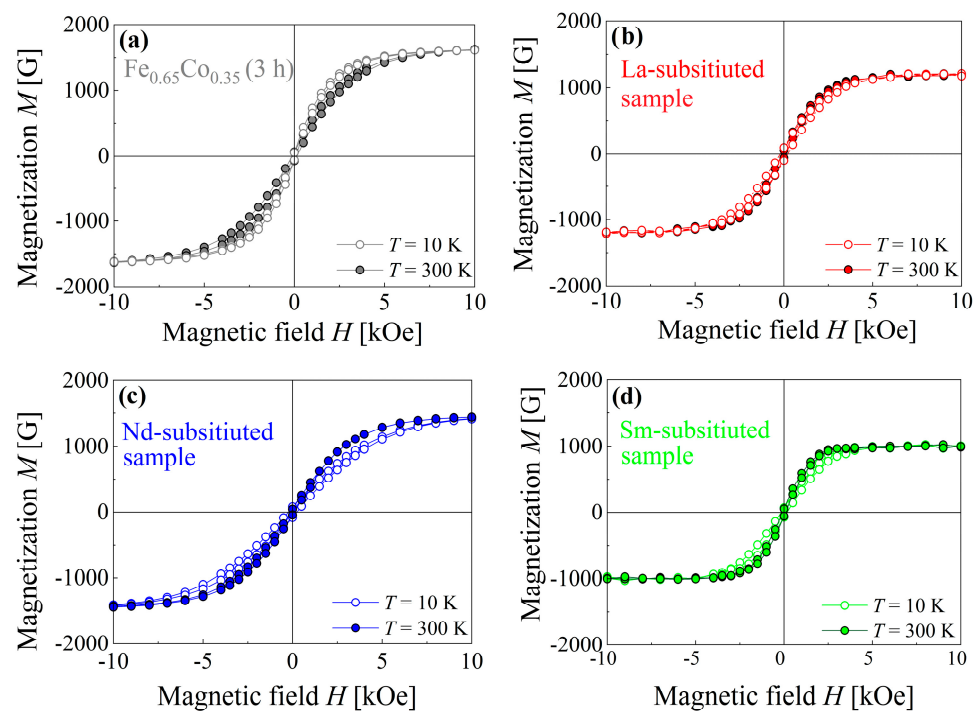 (a)
Fe0.65Co0.35 (3 h)
Magnetization M [G]
2000
1000
0
-1000
-2000
T = 10 K
T = 300 K
-10
-5
0
5
10
Magnetic field H [kOe]
(b)
La-subsitiuted
sample
Magnetization M [G]
2000
1000
0
-1000
-2000
T = 10 K
T = 300 K
-10
-5
0
5
10
Magnetic field H [kOe]
(c)
Nd-subsitiuted
sample
Magnetization M [G]
2000
1000
0
-1000
-2000
T = 10 K
T = 300 K
-10
-5
0
5
10
Magnetic field H [kOe]
(d)
Sm-subsitiuted
sample
Magnetization M [G]
2000
1000
0
-1000
-2000
T = 10 K
T = 300 K
-10
-5
0
5
10
Magnetic field H [kOe]